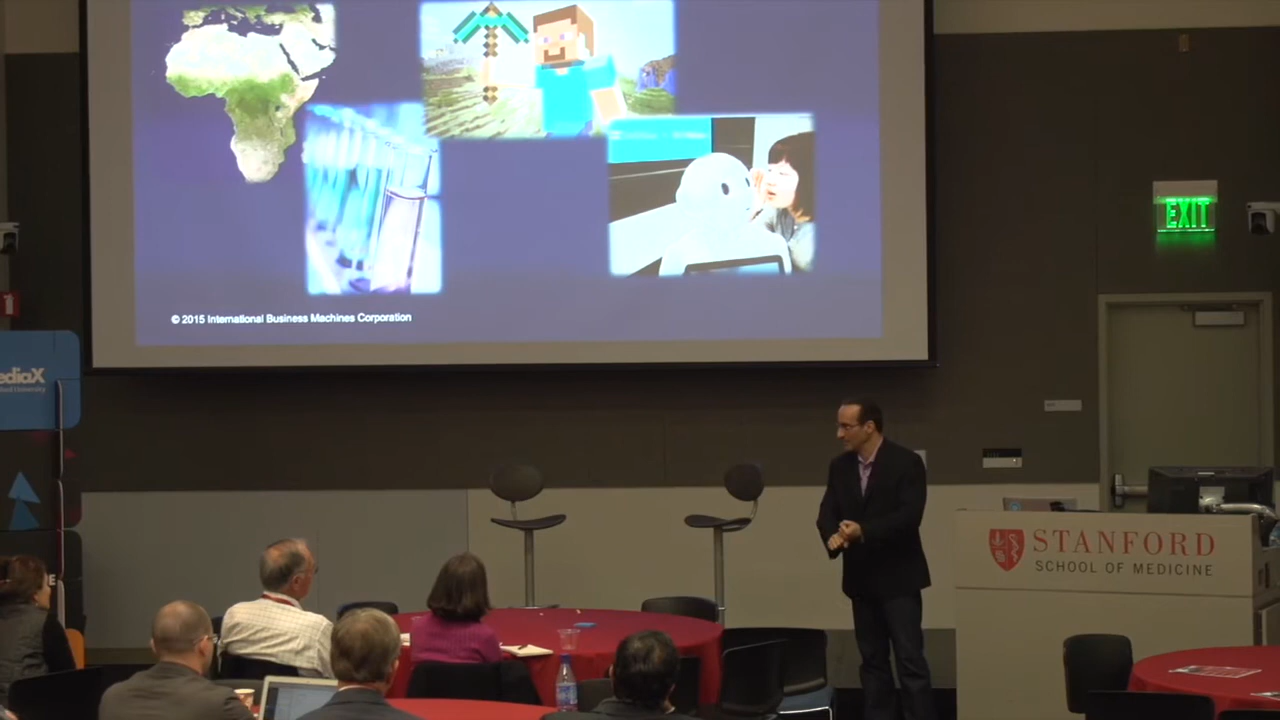 © 2015 International Business Machines Corporation
EXIT
ediaX
STANFORD
SCHOOL OF MEDICINE